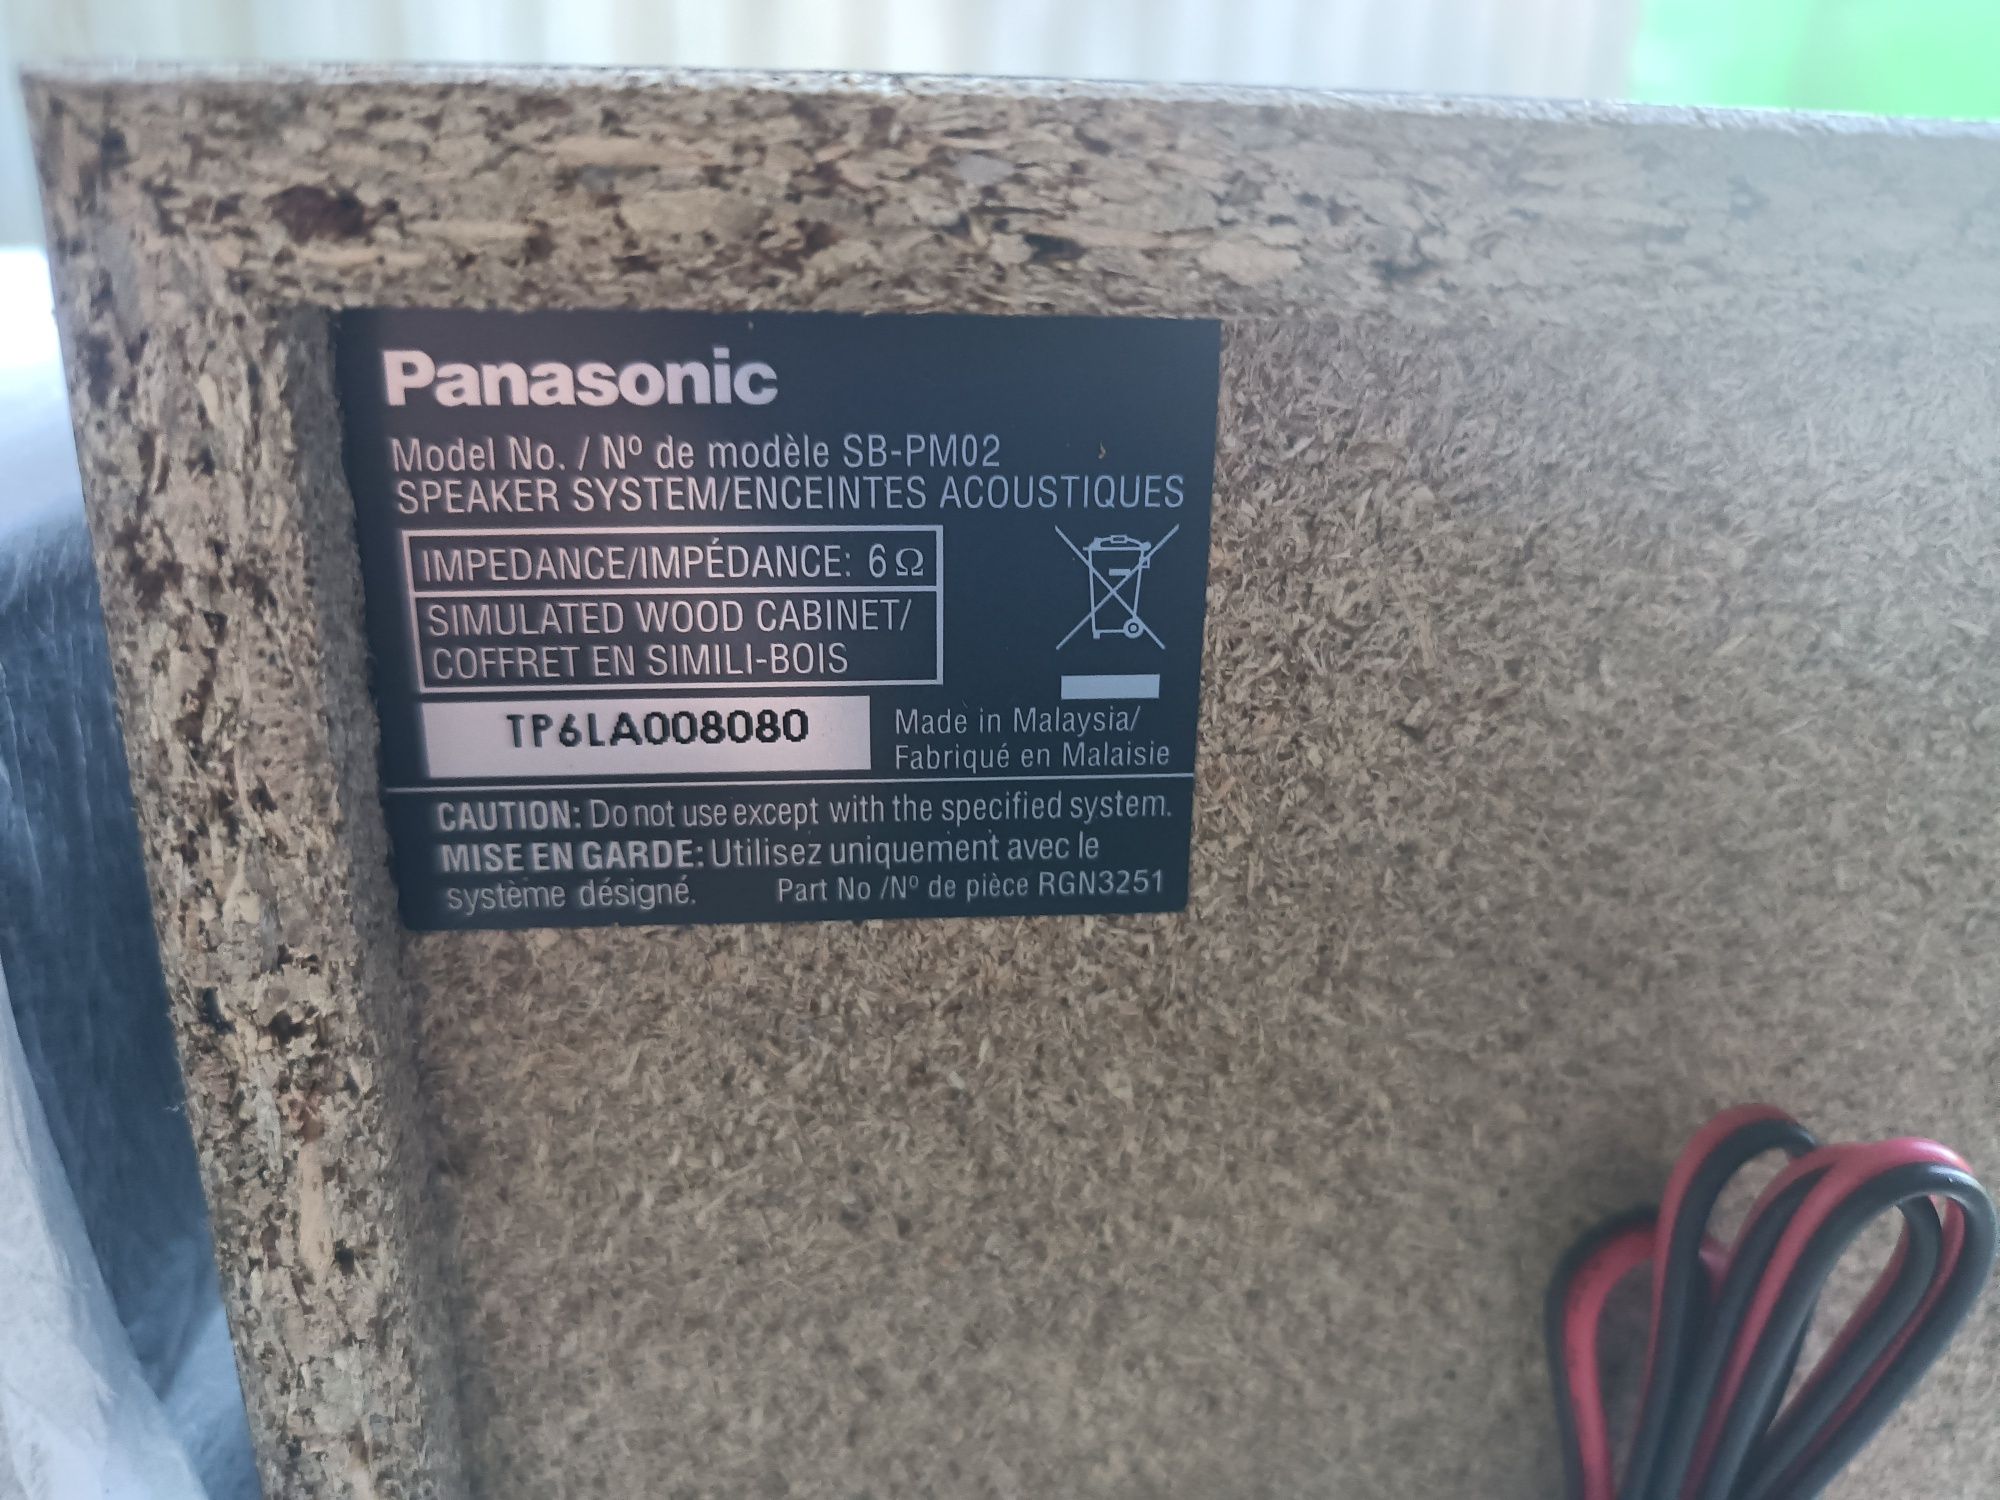 Panasonic
Model No. / Nº de modèle SB-PM02
SPEAKER SYSTEM/ENCEINTES ACOUSTIQUES
IMPEDANCE/IMPÉDANCE: 6 Ω
SIMULATED WOOD CABINET/
COFFRET EN SIMILI-BOIS
TP6LA008080
Made in Malaysia/
Fabriqué en Malaisie
CAUTION: Do not use except with the specified system.
MISE EN GARDE: Utilisez uniquement avec le
système désigné.
Part No /Nº de pièce RGN3251